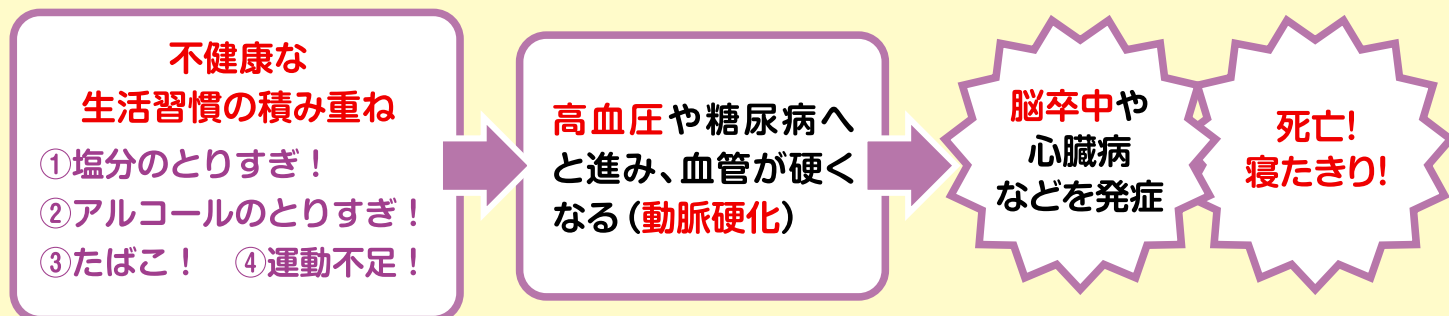 不健康な
生活習慣の積み重ね
①塩分のとりすぎ！
②アルコールのとりすぎ！
③たばこ！　④運動不足！
高血圧や糖尿病へ
と進み、血管が硬く
なる（動脈硬化）
脳卒中や
心臓病
などを発症
死亡!
寝たきり!